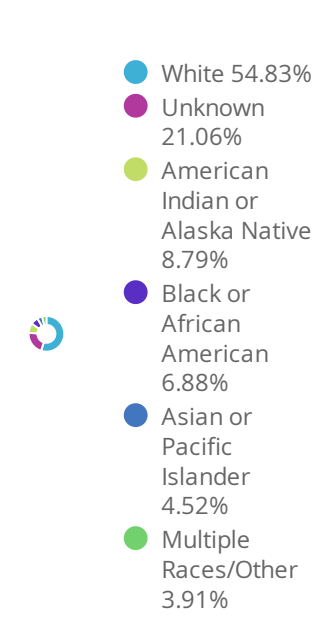 White 54.83%
Unknown
21.06%
American
Indian or
Alaska Native
8.79%
Black or
African
American
6.88%
Asian or
Pacific
Islander
4.52%
Multiple
Races/Other
3.91%